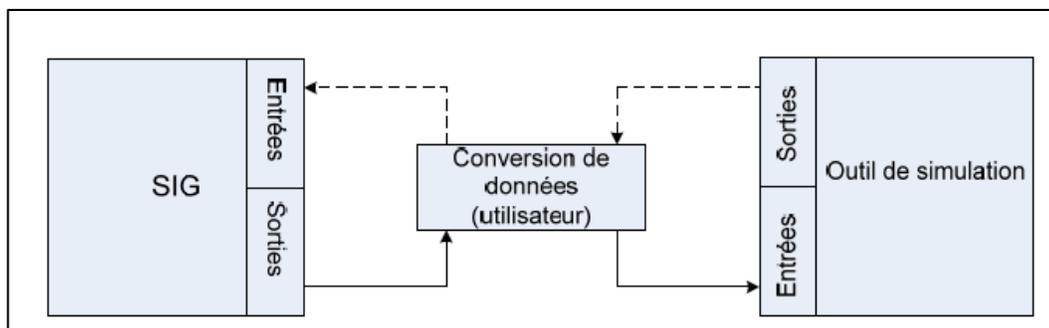 SIG
Entrées
Sorties
Conversion de
données
(utilisateur)
Sorties
Entrées
Outil de simulation